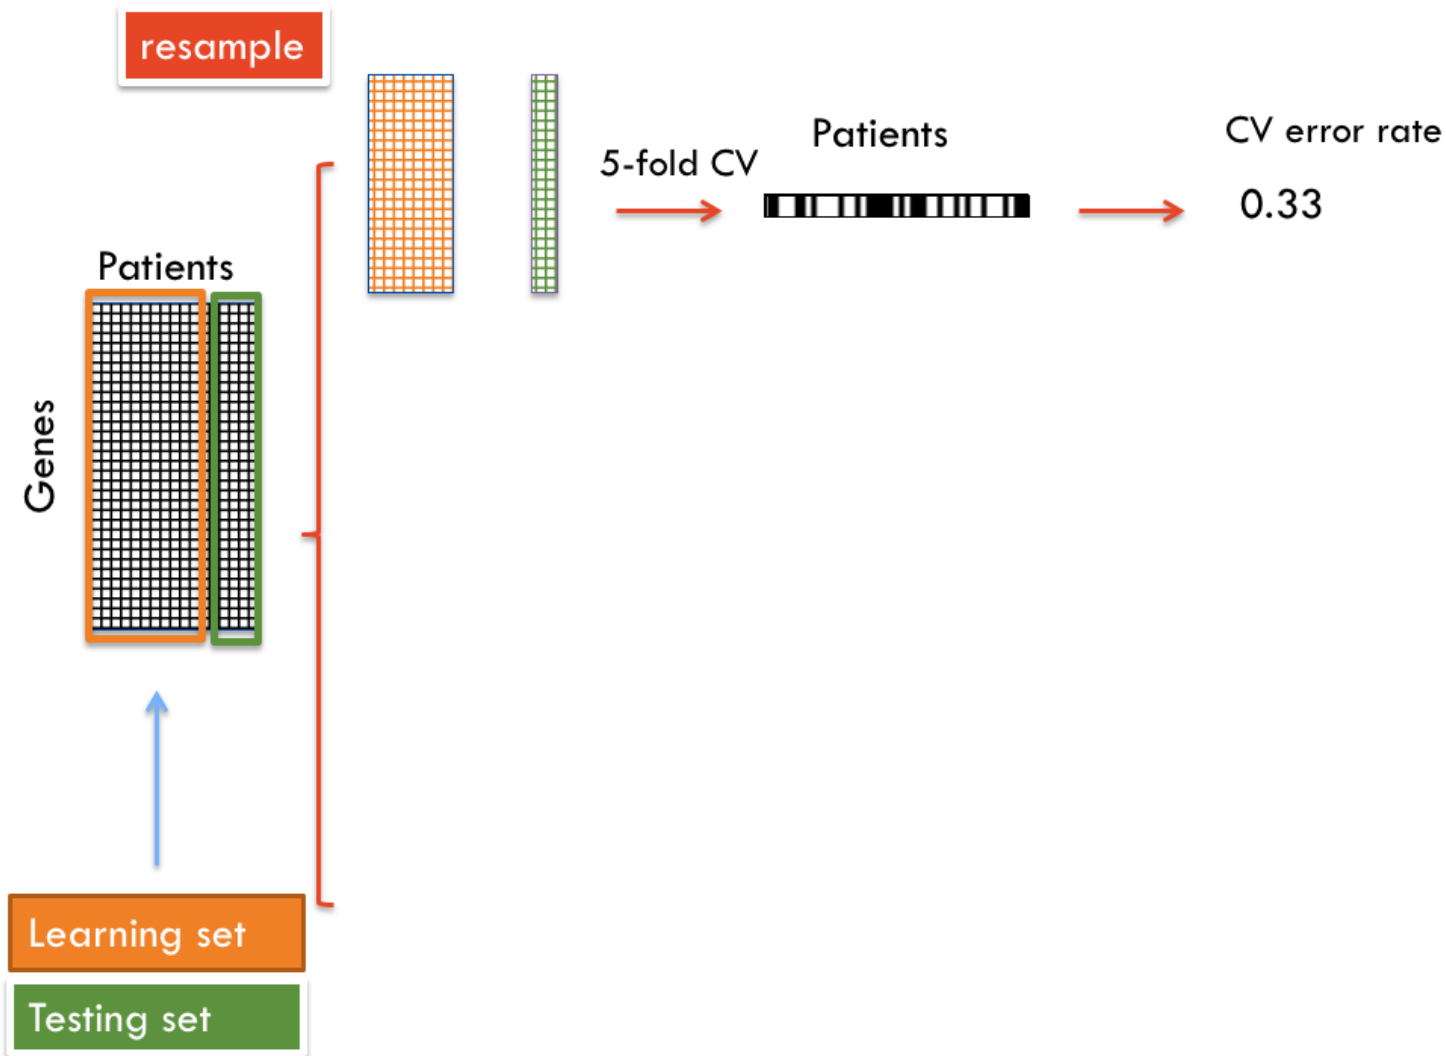 resample
5-fold CV
Patients
CV error rate
0.33
Patients
Genes
Learning set
Testing set